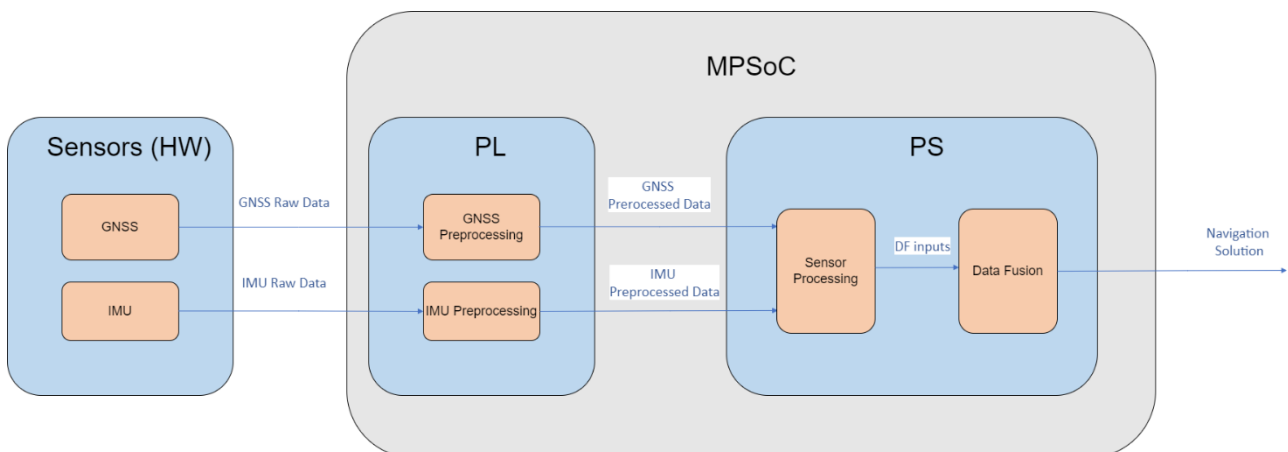 MPSoC
Sensors (HW)
PL
PS
GNSS
GNSS Raw Data
GNSS
Preprocessing
GNSS
Prerocessed Data
IMU
IMU Raw Data
IMU Preprocessing
IMU
Preprocessed Data
Sensor
Processing
DF inputs
Data Fusion
Navigation
Solution